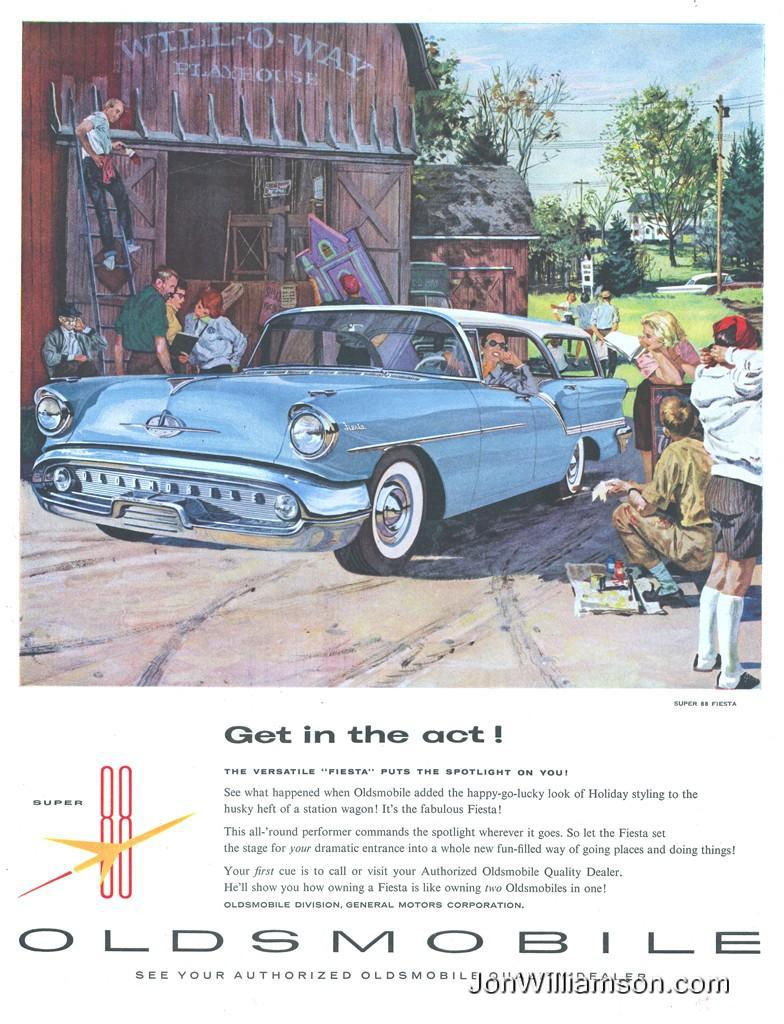 WILL-O-WAY
PLAYHOUSE
Fiesta
OLDSMOBILE
SUPER 88 FIESTA
Get in the act!
THE VERSATILE "FIESTA" PUTS THE SPOTLIGHT ON YOU!
See what happened when Oldsmobile added the happy-go-lucky look of Holiday styling to the
husky heft of a station wagon! It's the fabulous Fiesta!
This all-'round performer commands the spotlight wherever it goes. So let the Fiesta set
the stage for your dramatic entrance into a whole new fun-filled way of going places and doing things!
Your first cue is to call or visit your Authorized Oldsmobile Quality Dealer.
He'll show you how owning a Fiesta is like owning two Oldsmobiles in one!
OLDSMOBILE DIVISION, GENERAL MOTORS CORPORATION.
SUPER
88
OLDSMOBILE
SEE YOUR AUTHORIZED OLDSMOBILE QUALITY DEALER
JonWilliamson.com